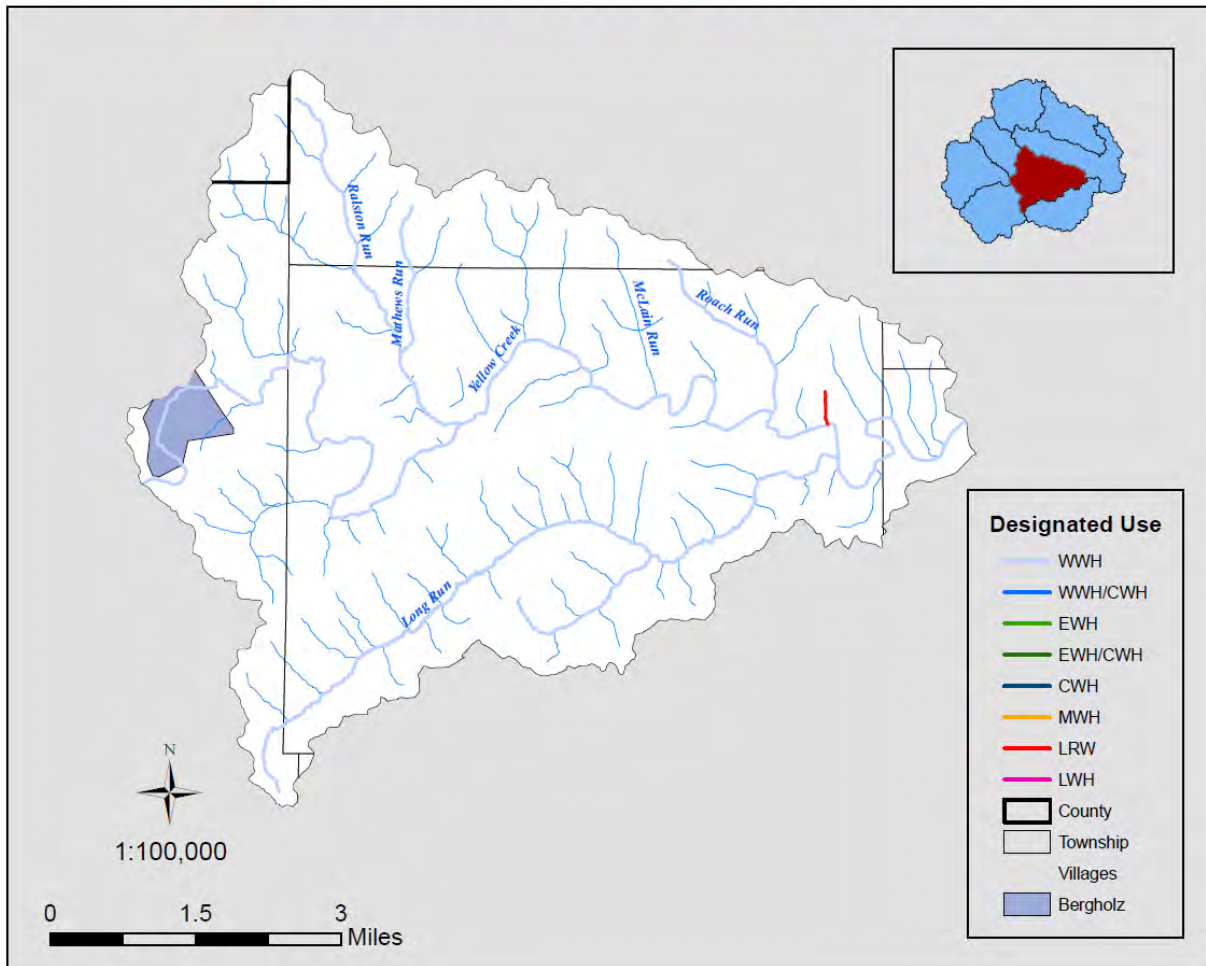 Ralston Run
Mathews Run
Yellow Creek
McLain Run
Roach Run
Long Run
N
1:100,000
0 1.5 3
Miles
Designated Use
WWH
WWH/CWH
EWH
EWH/CWH
CWH
MWH
LRW
LWH
County
Township
Villages
Bergholz